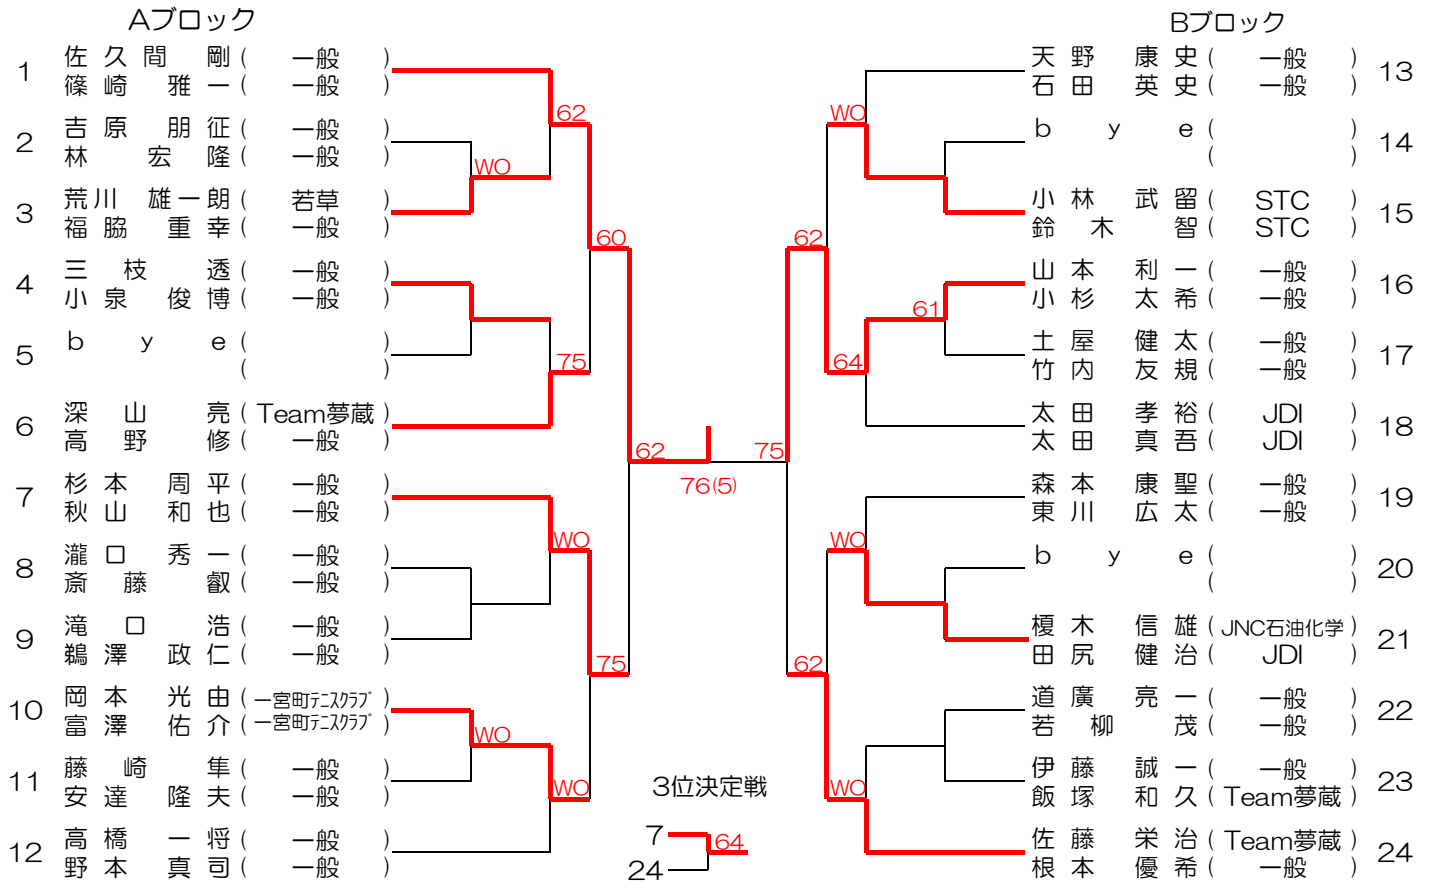 Aブロック
1 佐久間 剛 ( 一般 )
篠崎 雅一 ( 一般 )
2 吉原 朋征 ( 一般 )
林 宏隆 ( 一般 )
3 荒川 雄一朗 ( 若草 )
福脇 重幸 ( 一般 )
4 三枝 透 ( 一般 )
小泉 俊博 ( 一般 )
5 bye ( )
( )
6 深山 亮 ( Team夢蔵 )
高野 修 ( 一般 )
7 杉本 周平 ( 一般 )
秋山 和也 ( 一般 )
8 瀧口 秀一 ( 一般 )
斎藤 叡 ( 一般 )
9 滝口 浩 ( 一般 )
鵜澤 政仁 ( 一般 )
10 岡本 光由 ( 一宮町テニスクラブ )
富澤 佑介 ( 一宮町テニスクラブ )
11 藤崎 隼 ( 一般 )
安達 隆夫 ( 一般 )
12 高橋 一将 ( 一般 )
野本 真司 ( 一般 )
WO
WO
62
75
WO
WO
60
75
62
76(5)
75
62
62
WO
64
WO
WO
61
3位決定戦
7
64
24
Bブロック
天野 康史 ( 一般 ) 13
石田 英史 ( 一般 )
bye ( ) 14
( )
小林 武留 ( STC ) 15
鈴木 智 ( STC )
山本 利一 ( 一般 ) 16
小杉 太希 ( 一般 )
土屋 健太 ( 一般 ) 17
竹内 友規 ( 一般 )
太田 孝裕 ( JDI ) 18
太田 真吾 ( JDI )
森本 康聖 ( 一般 ) 19
東川 広太 ( 一般 )
bye ( ) 20
( )
榎木 信雄 ( JNC石油化学 ) 21
田尻 健治 ( JDI )
道廣 亮一 ( 一般 ) 22
若柳 茂 ( 一般 )
伊藤 誠一 ( 一般 ) 23
飯塚 和久 ( Team夢蔵 )
佐藤 栄治 ( Team夢蔵 ) 24
根本 優希 ( 一般 )